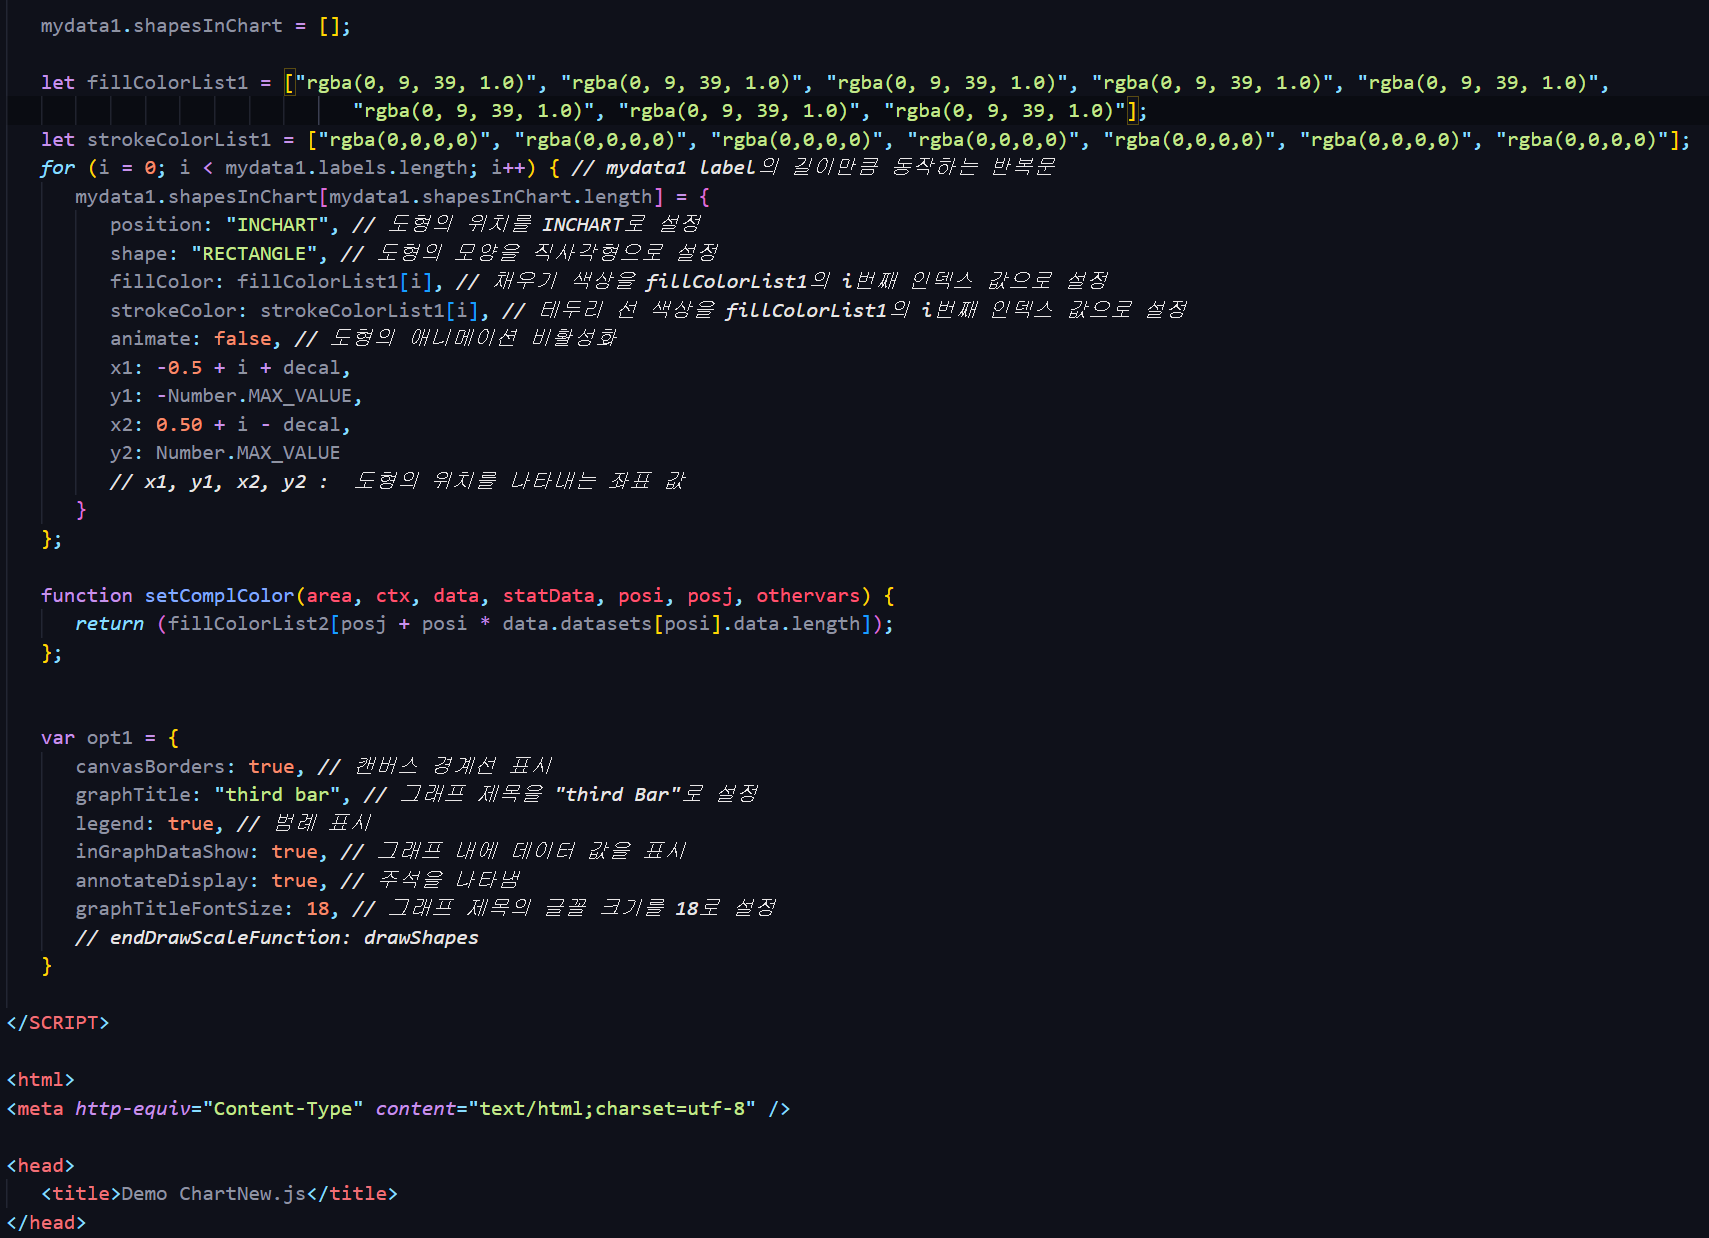 mydata1.shapesInChart = [];
let fillColorList1 = ["rgba(0, 9, 39, 1.0)", "rgba(0, 9, 39, 1.0)", "rgba(0, 9, 39, 1.0)", "rgba(0, 9, 39, 1.0)", "rgba(0, 9, 39, 1.0)",
"rgba(0, 9, 39, 1.0)", "rgba(0, 9, 39, 1.0)", "rgba(0, 9, 39, 1.0)"];
let strokeColorList1 = ["rgba(0,0,0,0)", "rgba(0,0,0,0)", "rgba(0,0,0,0)", "rgba(0,0,0,0)", "rgba(0,0,0,0)", "rgba(0,0,0,0)", "rgba(0,0,0,0)"];
for (i = 0; i < mydata1.labels.length; i++) { // mydata1 label의 길이만큼 동작하는 반복문
mydata1.shapesInChart[mydata1.shapesInChart.length] = {
position: "INCHART", // 도형의 위치를 INCHART로 설정
shape: "RECTANGLE", // 도형의 모양을 직사각형으로 설정
fillColor: fillColorList1[i], // 채우기 색상을 fillColorList1의 i번째 인덱스 값으로 설정
strokeColor: strokeColorList1[i], // 테두리 선 색상을 fillColorList1의 i번째 인덱스 값으로 설정
animate: false, // 도형의 애니메이션 비활성화
x1: -0.5 + i + decal,
y1: -Number.MAX_VALUE,
x2: 0.50 + i - decal,
y2: Number.MAX_VALUE
// x1, y1, x2, y2 :  도형의 위치를 나타내는 좌표 값
}
};
function setComplColor(area, ctx, data, statData, posi, posj, othervars) {
return (fillColorList2[posj + posi * data.datasets[posi].data.length]);
};
var opt1 = {
canvasBorders: true, // 캔버스 경계선 표시
graphTitle: "third bar", // 그래프 제목을 "third Bar"로 설정
legend: true, // 범례 표시
inGraphDataShow: true, // 그래프 내에 데이터 값을 표시
annotateDisplay: true, // 주석을 나타냄
graphTitleFontSize: 18, // 그래프 제목의 글꼴 크기를 18로 설정
// endDrawScaleFunction: drawShapes
}
</SCRIPT>
<html>
<meta http-equiv="Content-Type" content="text/html;charset=utf-8" />
<head>
<title>Demo ChartNew.js</title>
</head>